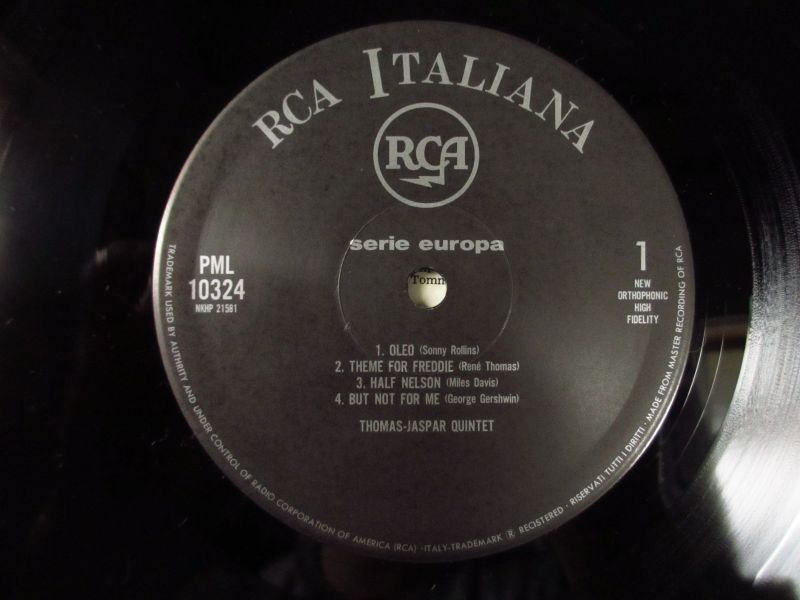 RCA ITALIANA
RCA
serie europa
PML
10324
NKHP 21581
1
NEW
ORTHOPHONIC
HIGH
FIDELITY
Tomm
1. OLEO (Sonny Rollins)
2. THEME FOR FREDDIE (René Thomas)
3. HALF NELSON (Miles Davis)
4. BUT NOT FOR ME (George Gershwin)
THOMAS-JASPAR QUINTET
TRADEMARK USED BY AUTHRITY AND UNDER CONTROL OF RADIO CORPORATION OF AMERICA (RCA) · ITALY-TRADEMARK ® RECISTERED · RISERVATI TUTTI I DIRITTI · MADE FROM MASTER RECORDING OF RCA